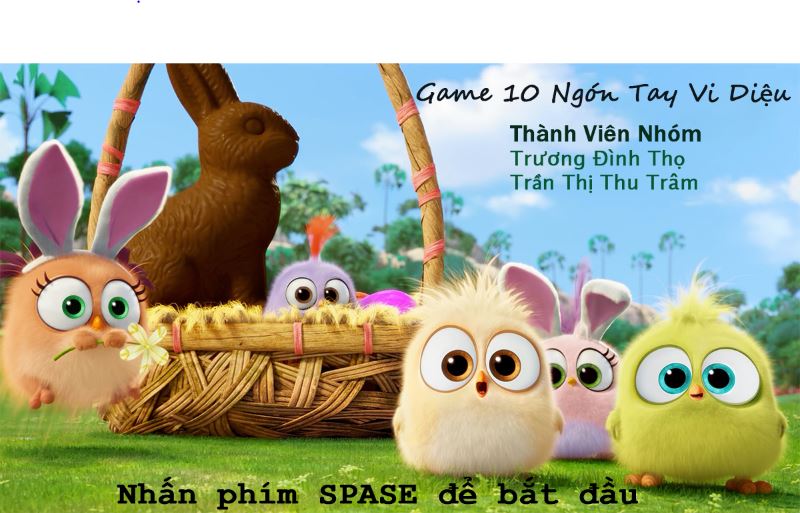 Game 10 Ngón Tay Vi Diệu
Thành Viên Nhóm
Trương Đình Thọ
Trần Thị Thu Trâm
Nhấn phím SPASE để bắt đầu